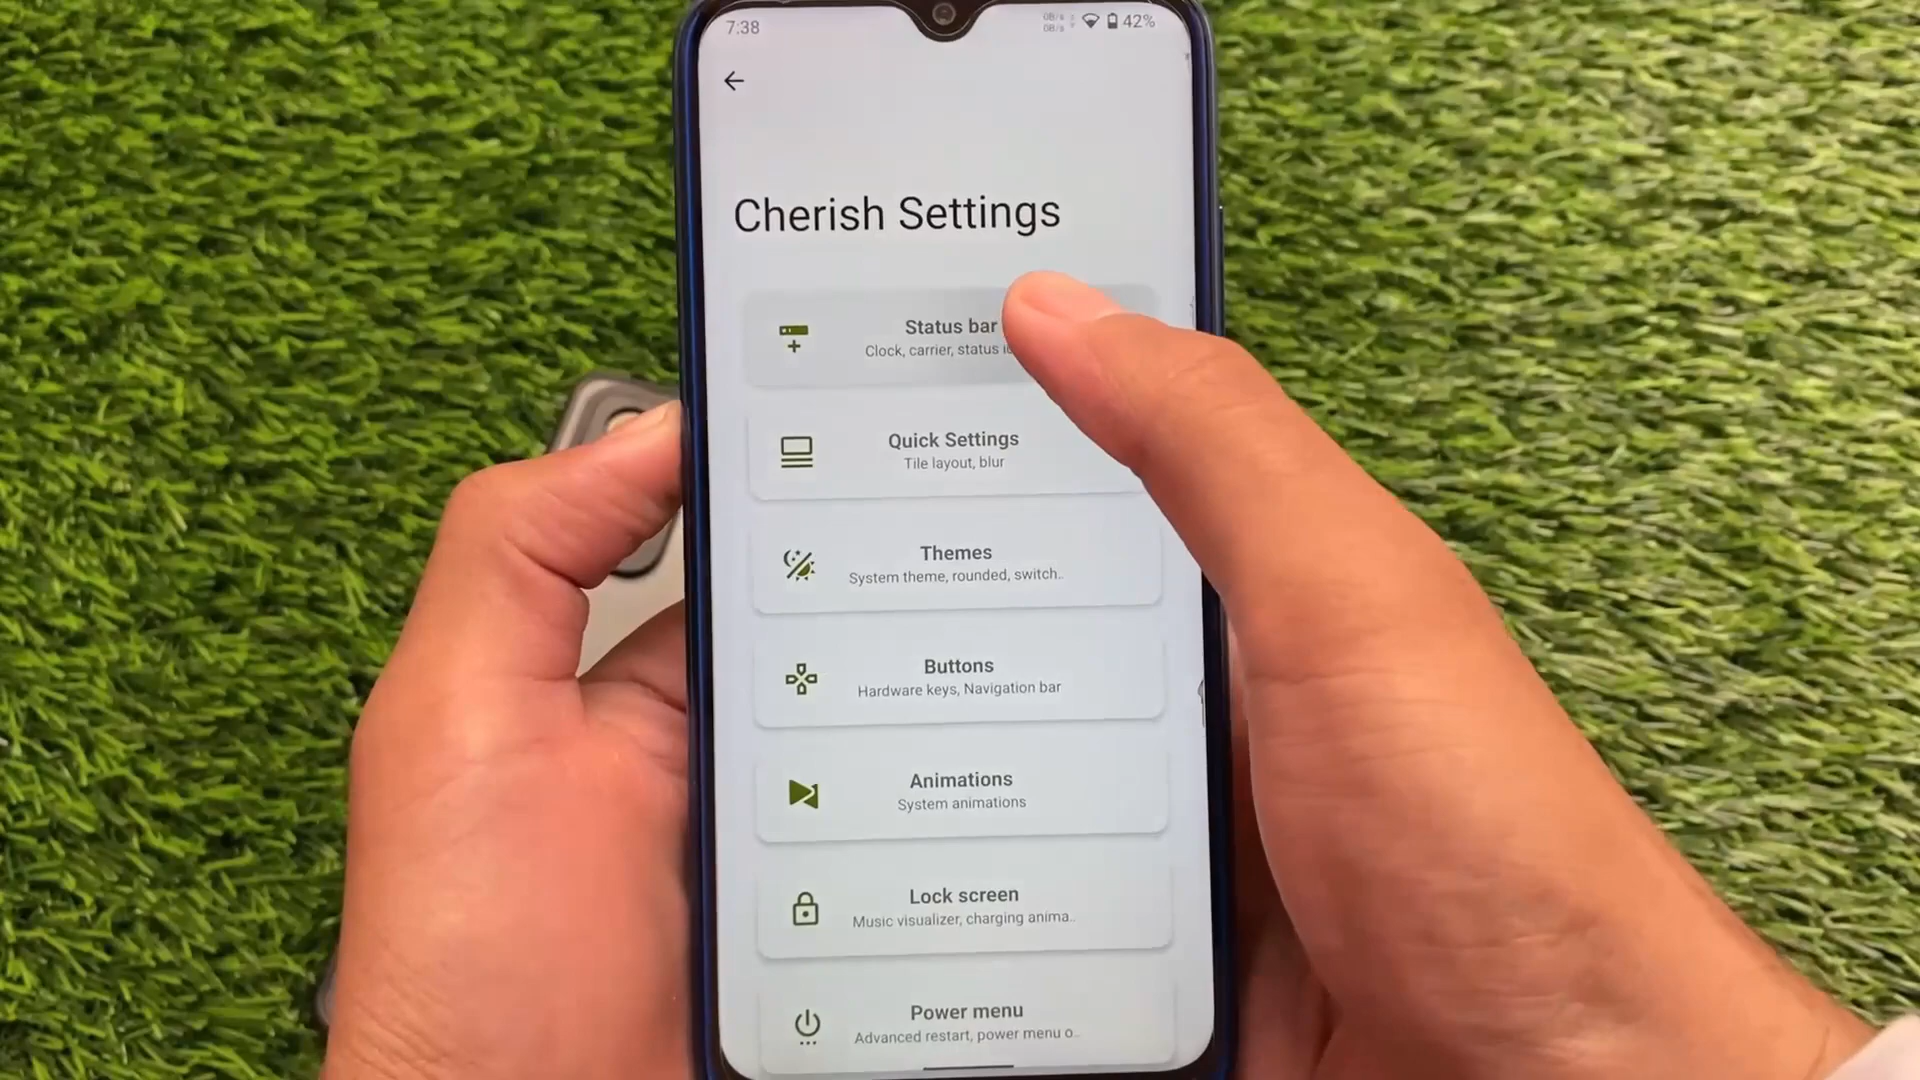 7:38
0B/s
0B/s
42%
Cherish Settings
Status bar
Clock, carrier, status
Quick Settings
Tile layout, blur
Themes
System theme, rounded, switch..
Buttons
Hardware keys, Navigation bar
Animations
System animations
Lock screen
Music visualizer, charging anima..
Power menu
Advanced restart, power menu o..